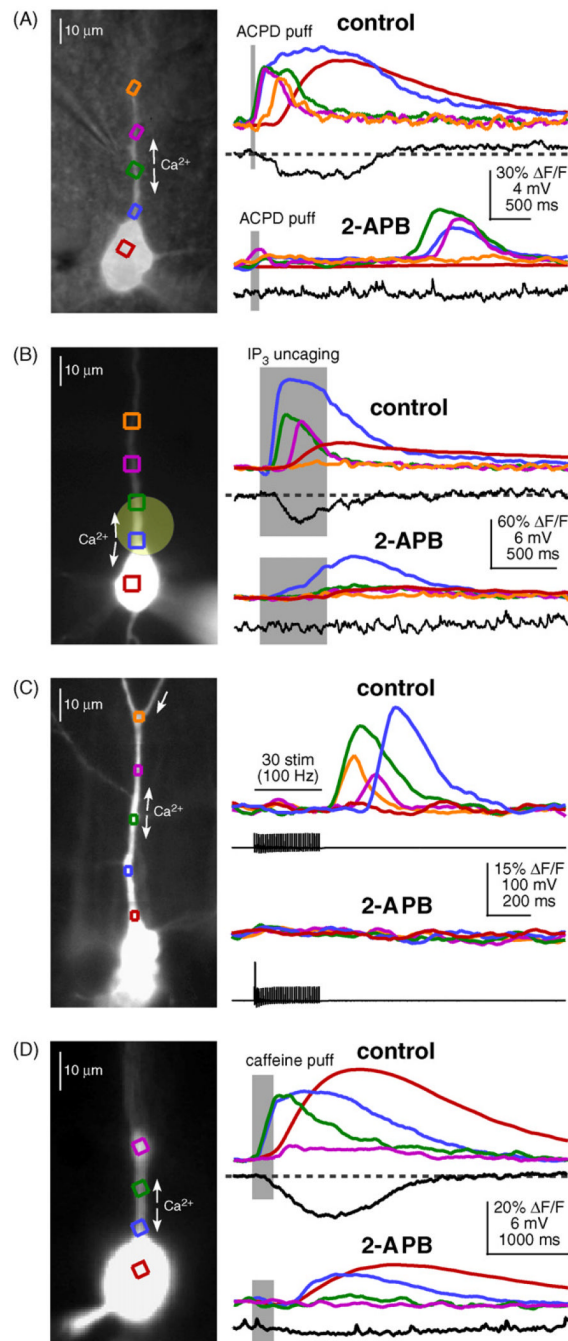 (A)
10 μm
Ca²⁺
control
ACPD puff
30% ΔF/F
4 mV
500 ms
2-APB
ACPD puff
(B)
10 μm
Ca²⁺
IP₃ uncaging
control
60% ΔF/F
6 mV
500 ms
2-APB
(C)
10 μm
Ca²⁺
control
30 stim
(100 Hz)
15% ΔF/F
100 mV
200 ms
2-APB
(D)
10 μm
Ca²⁺
control
caffeine puff
20% ΔF/F
6 mV
1000 ms
2-APB